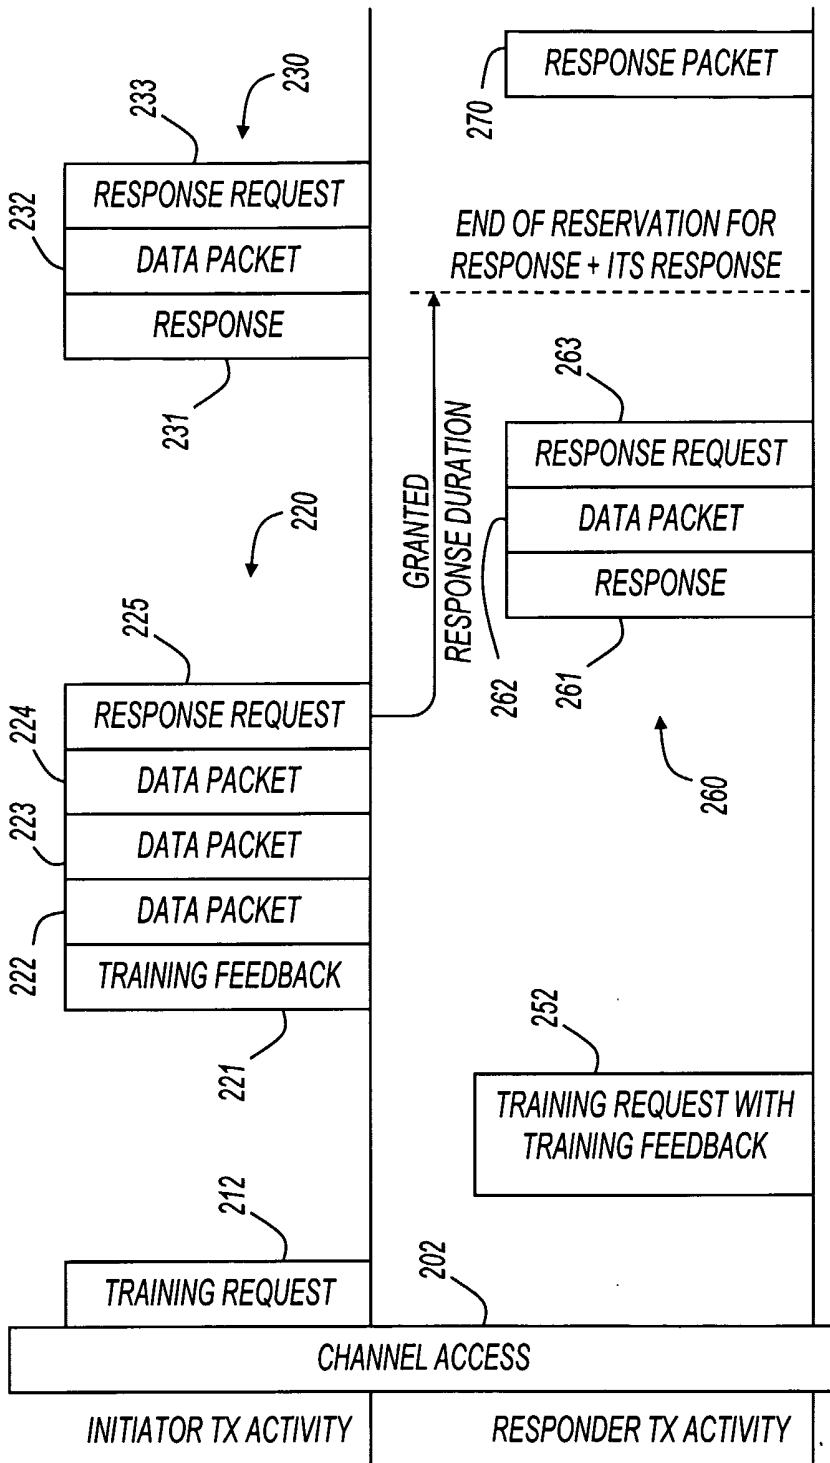 INITIATOR TX ACTIVITY
RESPONDER TX ACTIVITY
CHANNEL ACCESS
202
TRAINING REQUEST
212
TRAINING REQUEST WITH
TRAINING FEEDBACK
252
TRAINING FEEDBACK
221
DATA PACKET
222
DATA PACKET
223
DATA PACKET
224
RESPONSE REQUEST
225
220
GRANTED
RESPONSE DURATION
RESPONSE
261
DATA PACKET
262
RESPONSE REQUEST
263
260
RESPONSE
231
DATA PACKET
232
RESPONSE REQUEST
233
230
END OF RESERVATION FOR
RESPONSE + ITS RESPONSE
RESPONSE PACKET
270